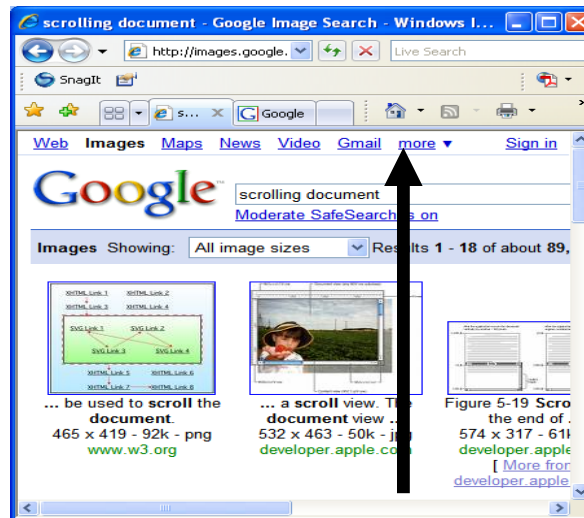 scrolling document - Google Image Search - Windows I...
http://images.google.
Live Search
SnagIt
s...
Google
Web Images Maps News Video Gmail more ▼ Sign in
Google™
scrolling document
Moderate SafeSearch is on
Images Showing: All image sizes Results 1 - 18 of about 89,
XHTML Link 1 XHTML Link 2
XHTML Link 3 XHTML Link 4
SVG Link 1 SVG Link 2
SVG Link 3 SVG Link 4
XHTML Link 5 XHTML Link 6
XHTML Link 7 XHTML Link 8
... be used to scroll the
document.
465 x 419 - 92k - png
www.w3.org
... a scroll view. The
document view ...
532 x 463 - 50k - jpg
developer.apple.com
Figure 5-19 Scro
the end of
574 x 317 - 61k
developer.apple
[ More from
developer.apple